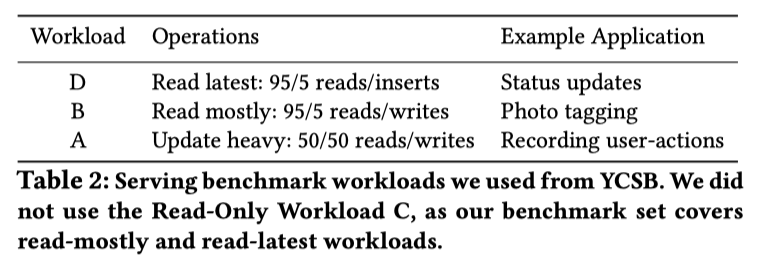 Workload Operations Example Application
D Read latest: 95/5 reads/inserts Status updates
B Read mostly: 95/5 reads/writes Photo tagging
A Update heavy: 50/50 reads/writes Recording user-actions
Table 2: Serving benchmark workloads we used from YCSB. We did
not use the Read-Only Workload C, as our benchmark set covers
read-mostly and read-latest workloads.